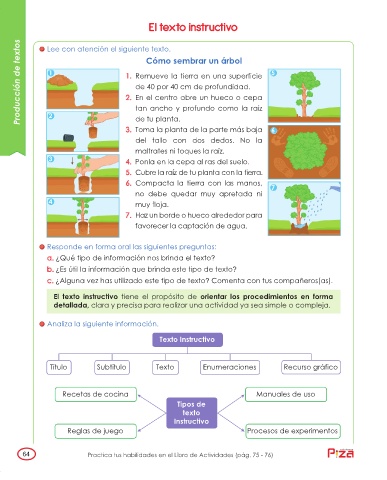 El texto instructivo
Producción de textos
Lee con atención el siguiente texto.
Cómo sembrar un árbol
1
2
3
4
5
6
7
1. Remueve la tierra en una superficie
de 40 por 40 cm de profundidad.
2. En el centro abre un hueco o cepa
tan ancho y profundo como la raíz
de tu planta.
3. Toma la planta de la parte más baja
del tallo con dos dedos. No la
maltrates ni toques la raíz.
4. Ponla en la cepa al ras del suelo.
5. Cubre la raíz de tu planta con la tierra.
6. Compacta la tierra con las manos,
no debe quedar muy apretada ni
muy floja.
7. Haz un borde o hueco alrededor para
favorecer la captación de agua.
Responde en forma oral las siguientes preguntas:
a. ¿Qué tipo de información nos brinda el texto?
b. ¿Es útil la información que brinda este tipo de texto?
c. ¿Alguna vez has utilizado este tipo de texto? Comenta con tus compañeros(as).
El texto instructivo tiene el propósito de orientar los procedimientos en forma
detallada, clara y precisa para realizar una actividad ya sea simple o compleja.
Analiza la siguiente información.
Texto Instructivo
Título Subtítulo Texto Enumeraciones Recurso gráfico
Recetas de cocina Manuales de uso
Tipos de
texto
Instructivo
Reglas de juego Procesos de experimentos
64
Practica tus habilidades en el Libro de Actividades (pág. 75 - 76)
Piza